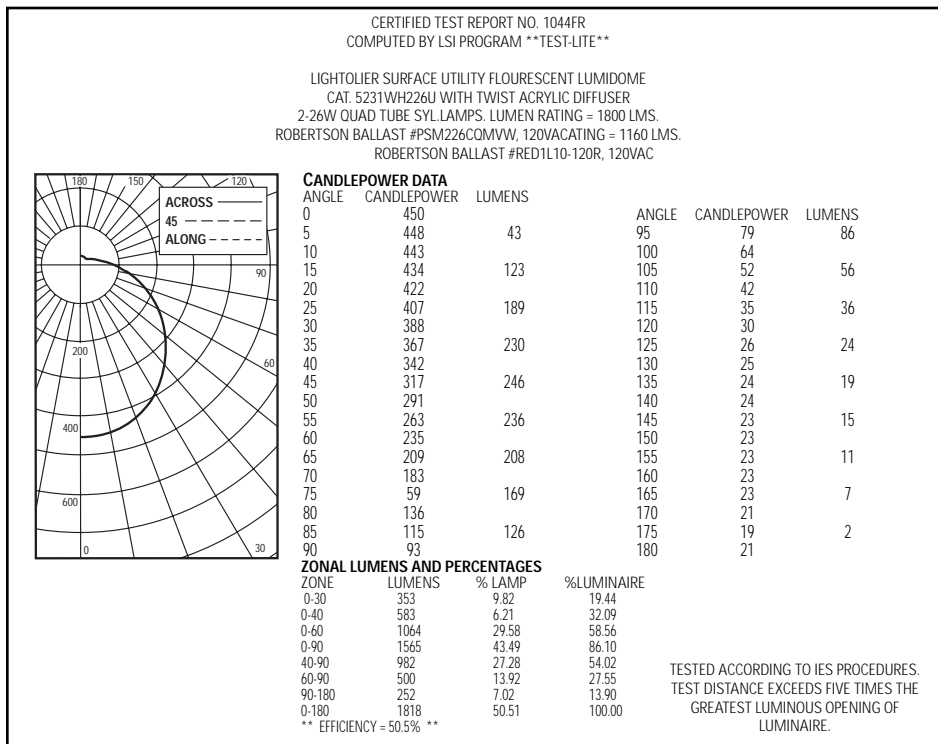 CERTIFIED TEST REPORT NO. 1044FR
COMPUTED BY LSI PROGRAM **TEST-LITE**
LIGHTOLIER SURFACE UTILITY FLOURESCENT LUMIDOME
CAT. 5231WH226U WITH TWIST ACRYLIC DIFFUSER
2-26W QUAD TUBE SYL.LAMPS. LUMEN RATING = 1800 LMS.
ROBERTSON BALLAST #PSM226CQMVW, 120VACATING = 1160 LMS.
ROBERTSON BALLAST #RED1L10-120R, 120VAC
180 150 120
ACROSS
45
ALONG
90
200
60
400
600
0 30
CANDLEPOWER DATA
ANGLE CANDLEPOWER LUMENS
0 450
5 448 43
10 443
15 434 123
20 422
25 407 189
30 388
35 367 230
40 342
45 317 246
50 291
55 263 236
60 235
65 209 208
70 183
75 59 169
80 136
85 115 126
90 93
ANGLE CANDLEPOWER LUMENS
95 79 86
100 64
105 52 56
110 42
115 35 36
120 30
125 26 24
130 25
135 24 19
140 24
145 23 15
150 23
155 23 11
160 23
165 23 7
170 21
175 19 2
180 21
ZONAL LUMENS AND PERCENTAGES
ZONE LUMENS % LAMP %LUMINAIRE
0-30 353 9.82 19.44
0-40 583 6.21 32.09
0-60 1064 29.58 58.56
0-90 1565 43.49 86.10
40-90 982 27.28 54.02
60-90 500 13.92 27.55
90-180 252 7.02 13.90
0-180 1818 50.51 100.00
** EFFICIENCY = 50.5% **
TESTED ACCORDING TO IES PROCEDURES.
TEST DISTANCE EXCEEDS FIVE TIMES THE
GREATEST LUMINOUS OPENING OF
LUMINAIRE.